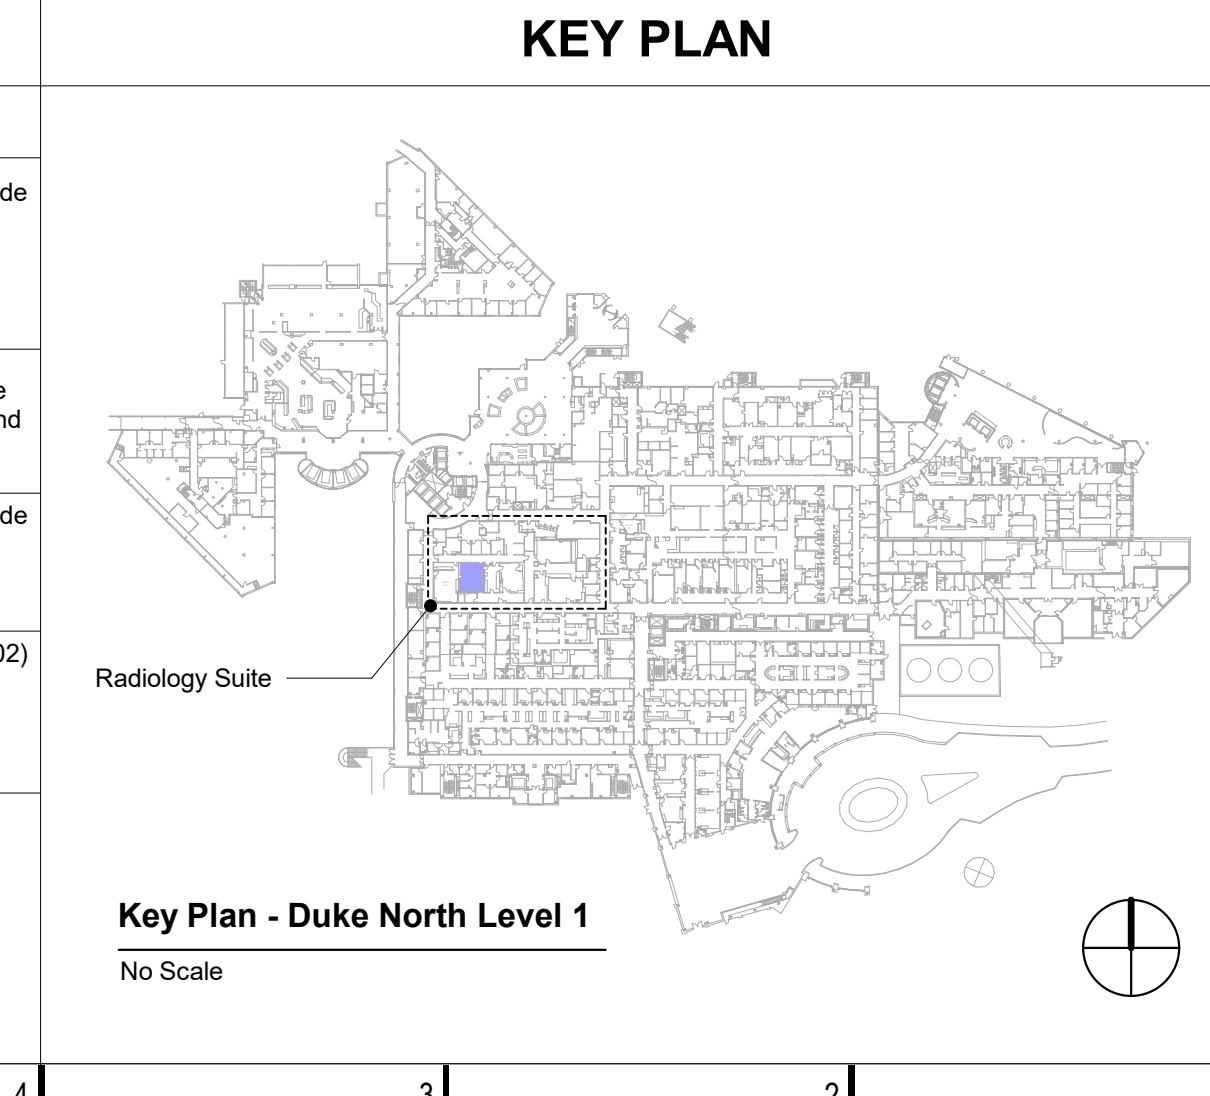 KEY PLAN
de
e
nd
de
02)
Radiology Suite
Key Plan - Duke North Level 1
No Scale
4
3
2